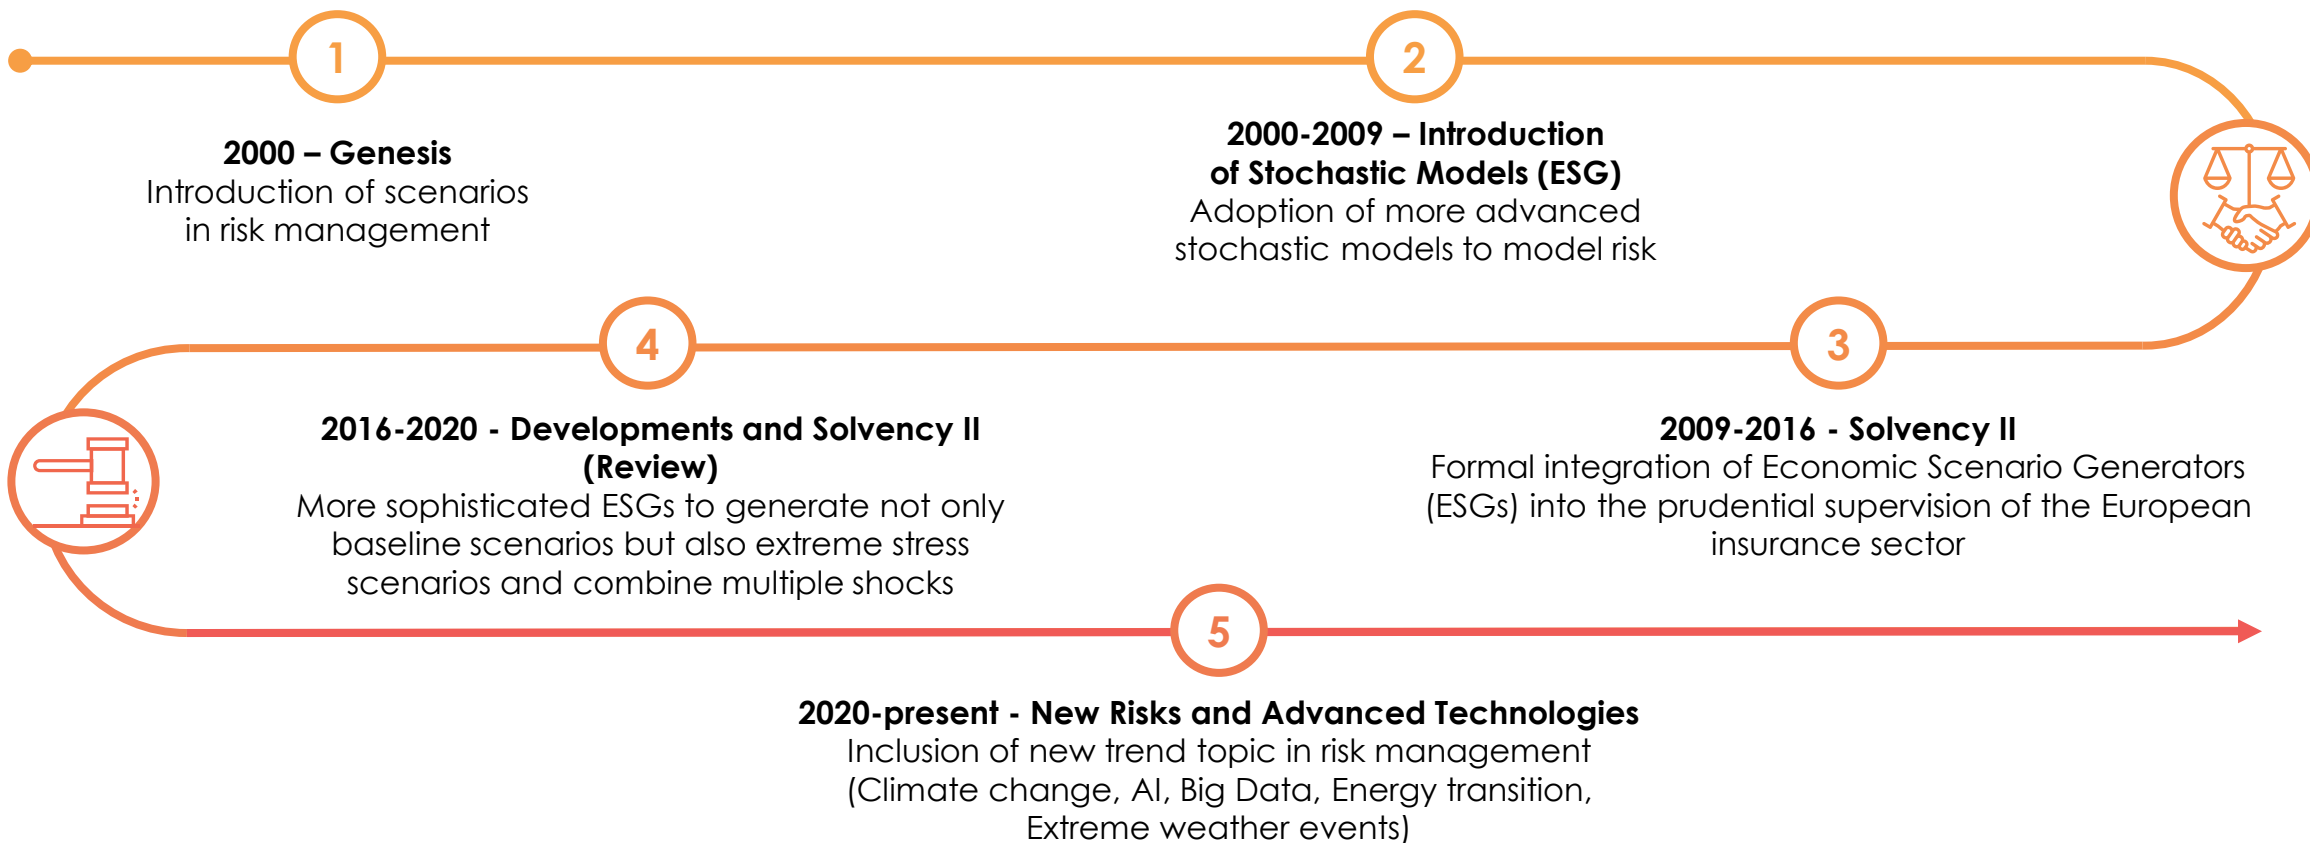 1
2000 – Genesis
Introduction of scenarios
in risk management
2
2000-2009 – Introduction
of Stochastic Models (ESG)
Adoption of more advanced
stochastic models to model risk
3
2009-2016 - Solvency II
Formal integration of Economic Scenario Generators
(ESGs) into the prudential supervision of the European
insurance sector
4
2016-2020 - Developments and Solvency II
(Review)
More sophisticated ESGs to generate not only
baseline scenarios but also extreme stress
scenarios and combine multiple shocks
5
2020-present - New Risks and Advanced Technologies
Inclusion of new trend topic in risk management
(Climate change, AI, Big Data, Energy transition,
Extreme weather events)